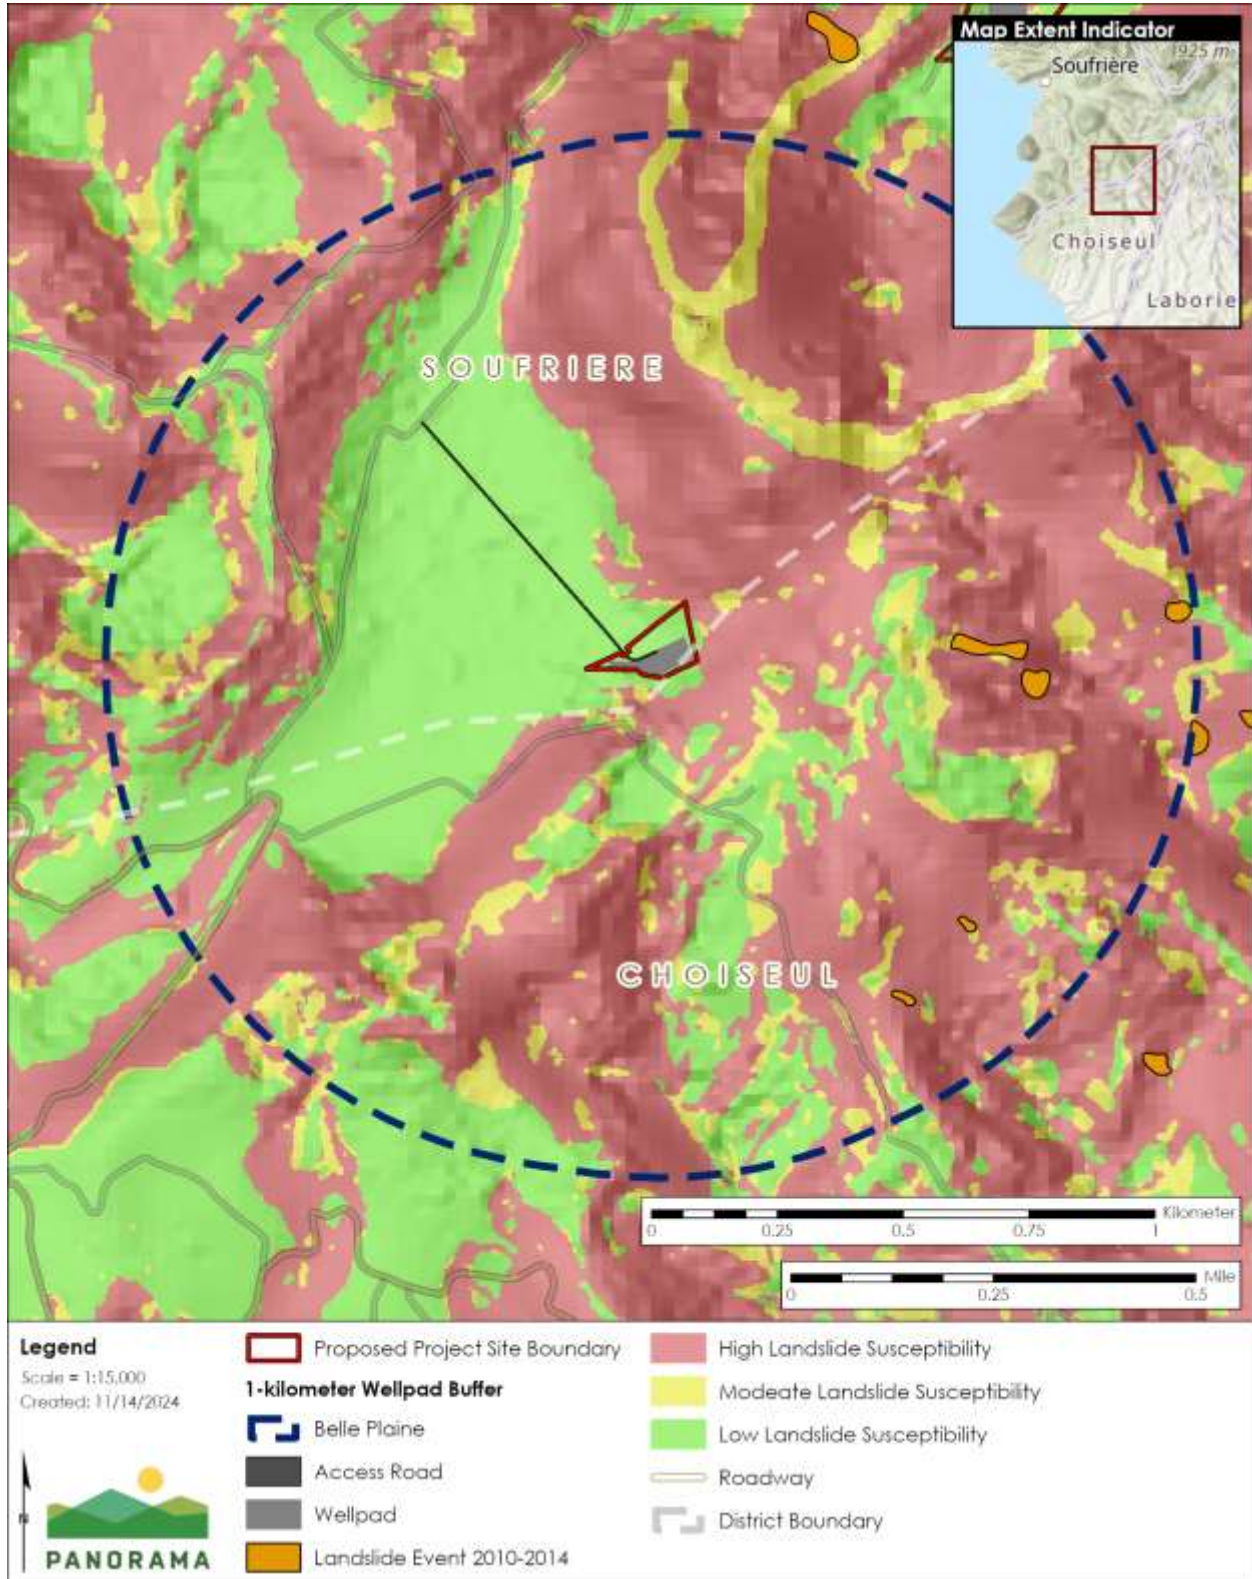 Map Extent Indicator
925 m
Soufrière
Choiseul
Laborie
SOUFRIERE
CHOISEUL
Kilometer
0 0.25 0.5 0.75 1
Mile
0 0.25 0.5
Legend
Scale = 1:15,000
Created: 11/14/2024
N
PANORAMA
Proposed Project Site Boundary
1-kilometer Wellpad Buffer
Belle Plaine
Access Road
Wellpad
Landslide Event 2010-2014
High Landslide Susceptibility
Modeate Landslide Susceptibility
Low Landslide Susceptibility
Roadway
District Boundary